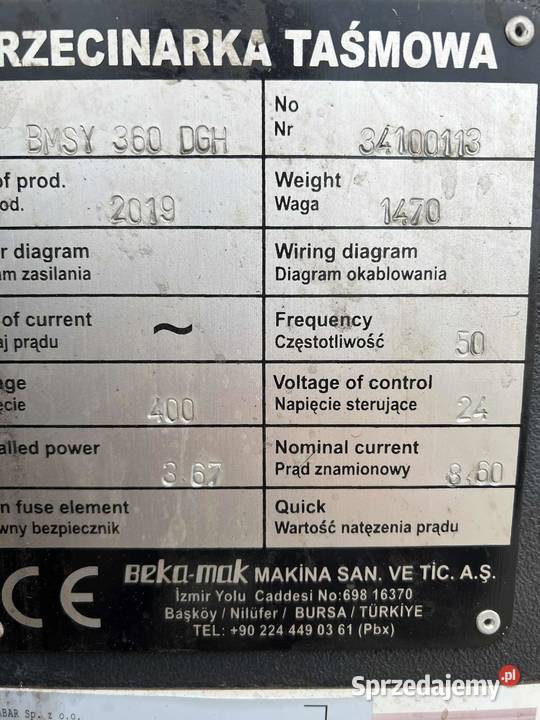 RZECINARKA TAŚMOWA
BMSY 360 DGH
No
Nr 34100113
of prod.
od. 2019
Weight
Waga 1470
r diagram
am zasilania
Wiring diagram
Diagram okablowania
of current
aj prądu ~
Frequency
Częstotliwość 50
age
ęcie 400
Voltage of control
Napięcie sterujące 24
alled power
3.67
Nominal current
Prąd znamionowy 8.60
n fuse element
wny bezpiecznik
Quick
Wartość natęzenia prądu
CE
Beka-mak MAKİNA SAN. VE TİC. A.Ş.
İzmir Yolu Caddesi No:698 16370
Başköy / Nilüfer / BURSA / TÜRKİYE
TEL: +90 224 449 03 61 (Pbx)
ABAR Sp. z o.o.
Sprzedajemy.pl